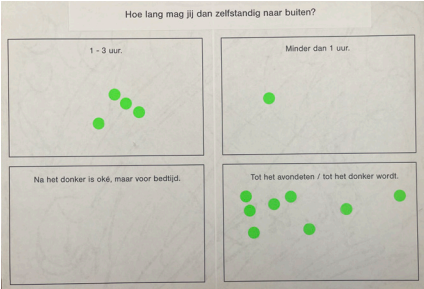 Hoe lang mag jij dan zelfstandig naar buiten?
1 - 3 uur.
Minder dan 1 uur.
Na het donker is oké, maar voor bedtijd.
Tot het avondeten / tot het donker wordt.